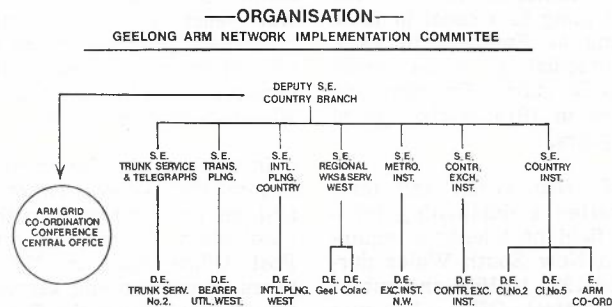 ORGANISATION
GEELONG ARM NETWORK IMPLEMENTATION COMMITTEE
DEPUTY S.E.
COUNTRY BRANCH
S.E.
TRUNK SERVICE
& TELEGRAPHS
S.E.
TRANS.
PLNG.
S.E.
INTL.
PLNG.
COUNTRY
S.E.
REGIONAL
WKS & SERV.
WEST
S.E.
METRO.
INST.
S.E.
CONTR.
EXCH.
INST.
S.E.
COUNTRY
INST.
ARM GRID
CO-ORDINATION
CONFERENCE
CENTRAL OFFICE
D.E.
TRUNK SERV.
No.2.
D.E.
BEARER
UTIL.WEST.
D.E.
INTL.PLNG.
WEST
D.E.
Geel.
D.E.
Colac
D.E.
EXC.INST.
N.W.
D.E.
CONTR.EXC.
INST.
D.E.
C.I.No.2
D.E.
C.I.No.5
E.
ARM
CO-ORD